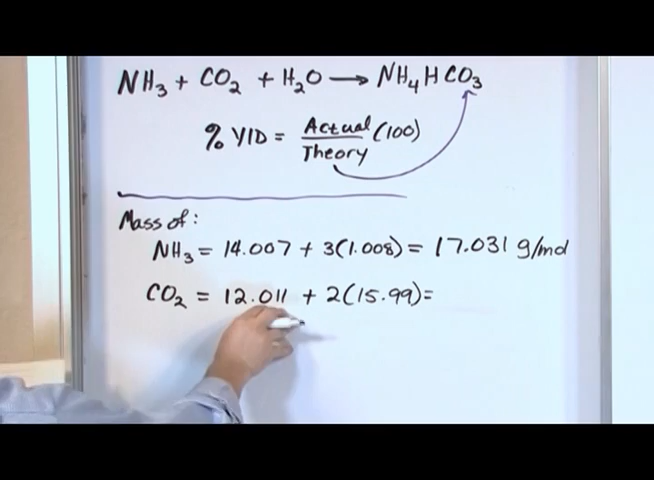 NH₃ + CO₂ + H₂O ⟶ NH₄HCO₃
% YID = Actual/Theory (100)
Mass of:
NH₃ = 14.007 + 3(1.008) = 17.031 g/mol
CO₂ = 12.011 + 2(15.99)=